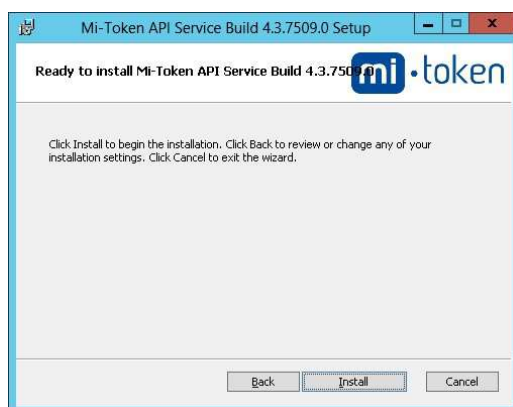 Mi-Token API Service Build 4.3.7509.0 Setup
Ready to install Mi-Token API Service Build 4.3.7509.0
mi·token
Click Install to begin the installation. Click Back to review or change any of your
installation settings. Click Cancel to exit the wizard.
Back
Install
Cancel